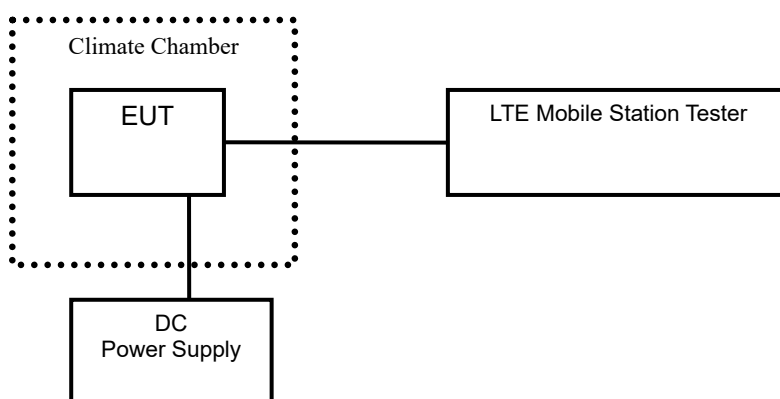 Climate Chamber
EUT
LTE Mobile Station Tester
DC
Power Supply